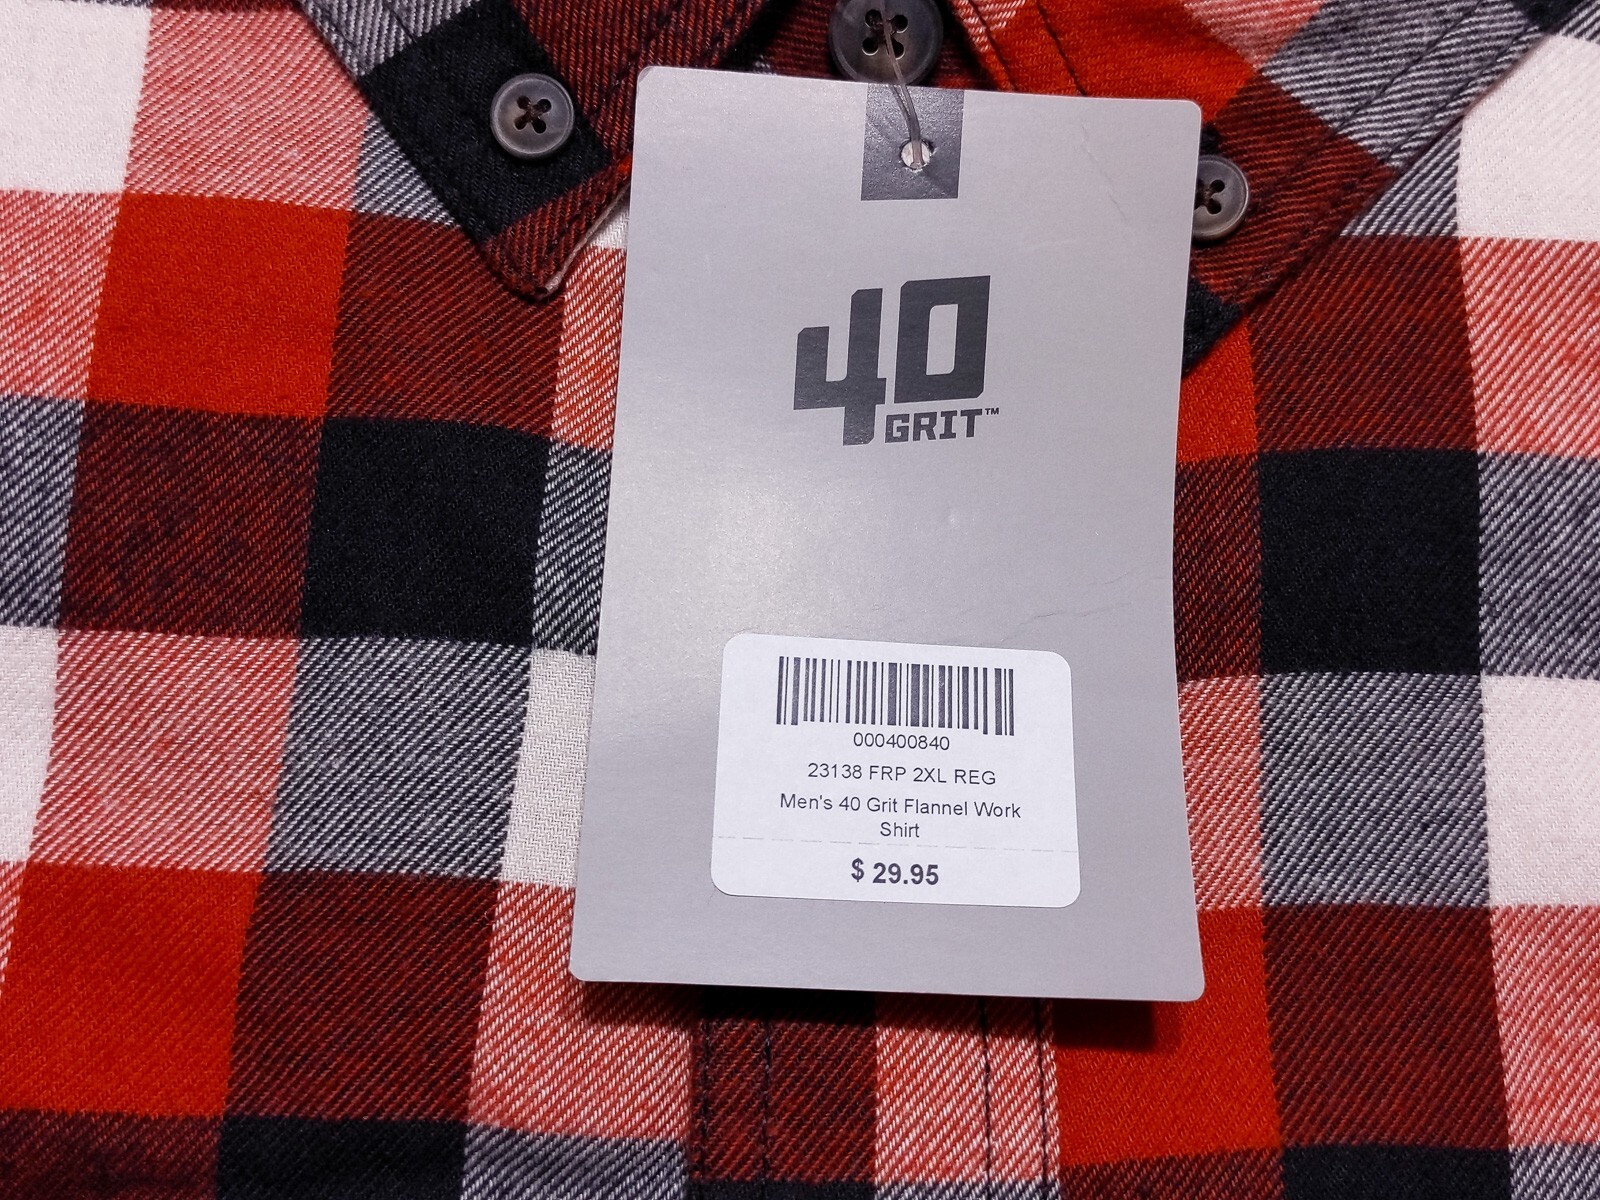 40
GRIT™
000400840
23138 FRP 2XL REG
Men's 40 Grit Flannel Work
Shirt
$ 29.95